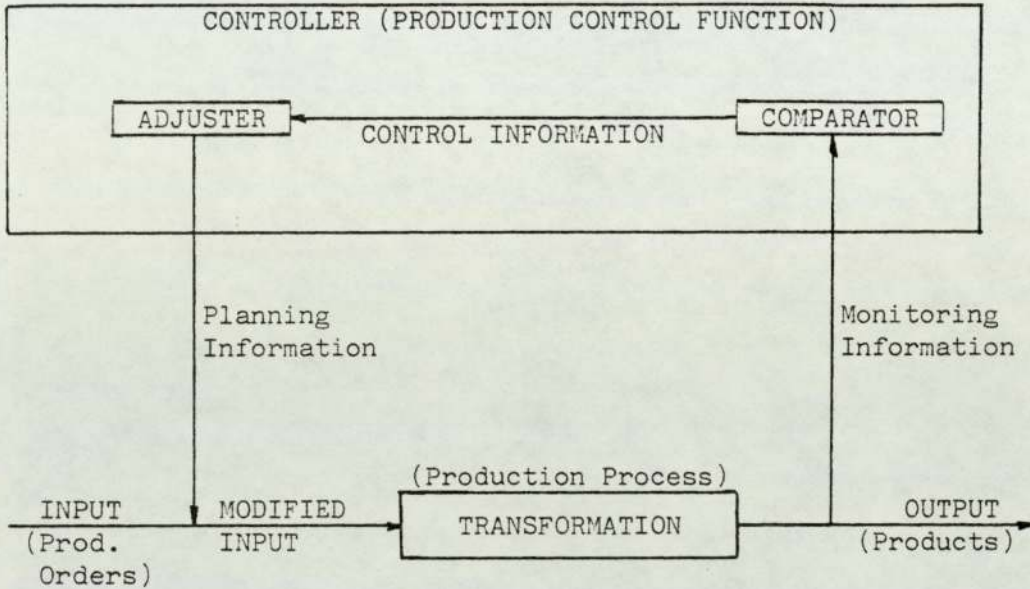 CONTROLLER (PRODUCTION CONTROL FUNCTION)
ADJUSTER
CONTROL INFORMATION
COMPARATOR
Planning
Information
Monitoring
Information
(Production Process)
INPUT
(Prod.
Orders)
MODIFIED
INPUT
TRANSFORMATION
OUTPUT
(Products)